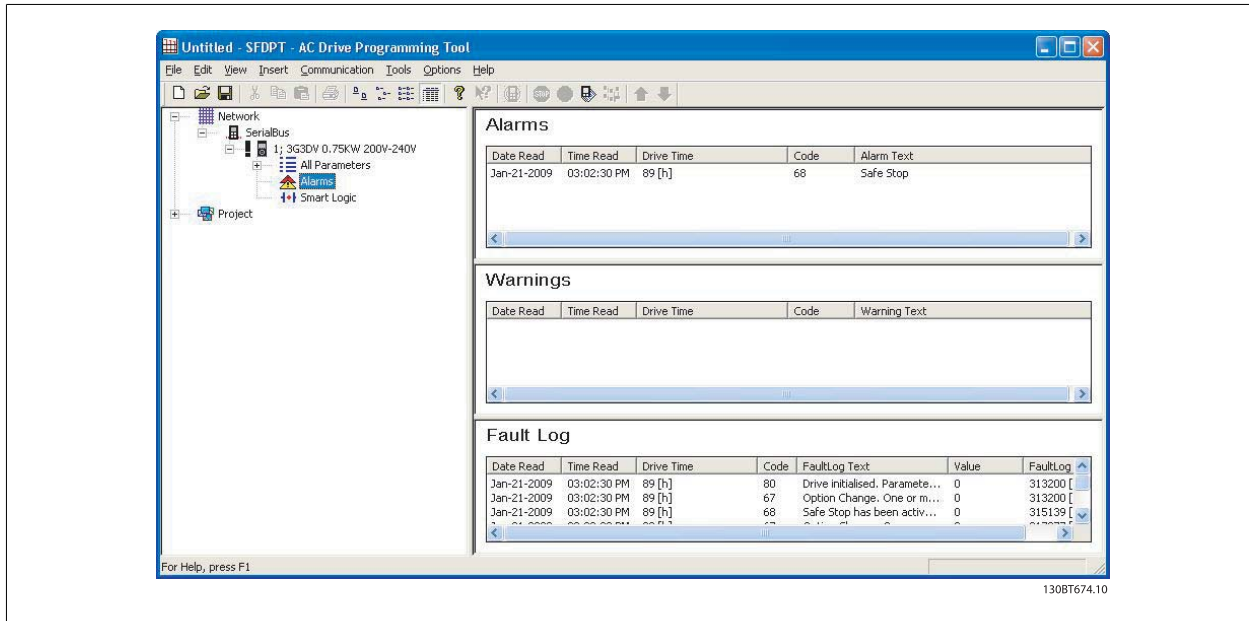 Untitled - SFDPT - AC Drive Programming Tool
File Edit View Insert Communication Tools Options Help
Network
SerialBus
1; 3G3DV 0.75KW 200V-240V
All Parameters
Alarms
Smart Logic
Project
Alarms
Date Read Time Read Drive Time Code Alarm Text
Jan-21-2009 03:02:30 PM 89 [h] 68 Safe Stop
Warnings
Date Read Time Read Drive Time Code Warning Text
Fault Log
Date Read Time Read Drive Time Code FaultLog Text Value FaultLog
Jan-21-2009 03:02:30 PM 89 [h] 80 Drive initialised. Paramete... 0 313200 [
Jan-21-2009 03:02:30 PM 89 [h] 67 Option Change. One or m... 0 313200 [
Jan-21-2009 03:02:30 PM 89 [h] 68 Safe Stop has been activ... 0 315139 [
For Help, press F1
130BT674.10